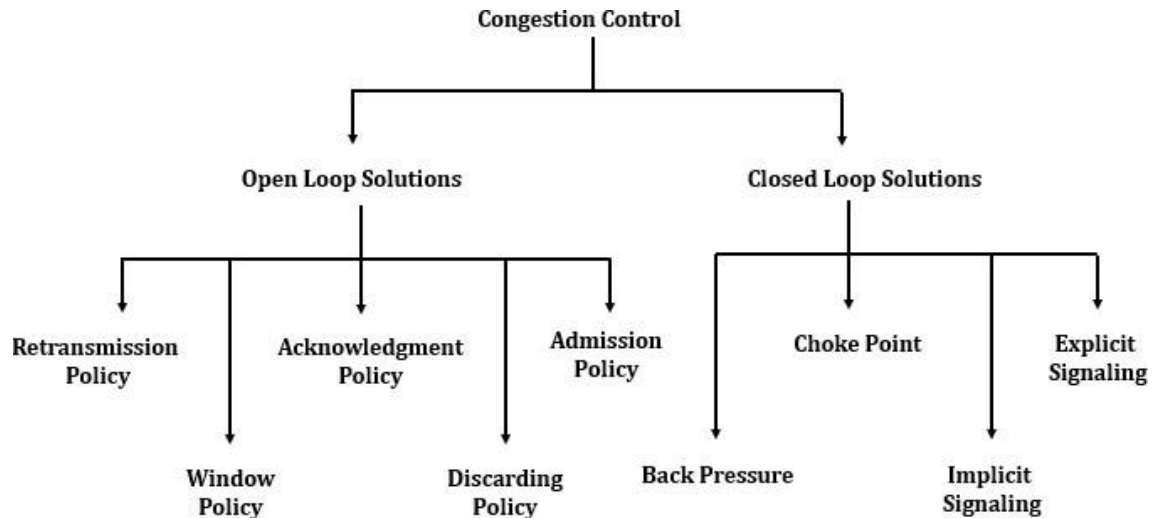 Congestion Control
Open Loop Solutions
Closed Loop Solutions
Retransmission
Policy
Acknowledgment
Policy
Admission
Policy
Choke Point
Explicit
Signaling
Window
Policy
Discarding
Policy
Back Pressure
Implicit
Signaling